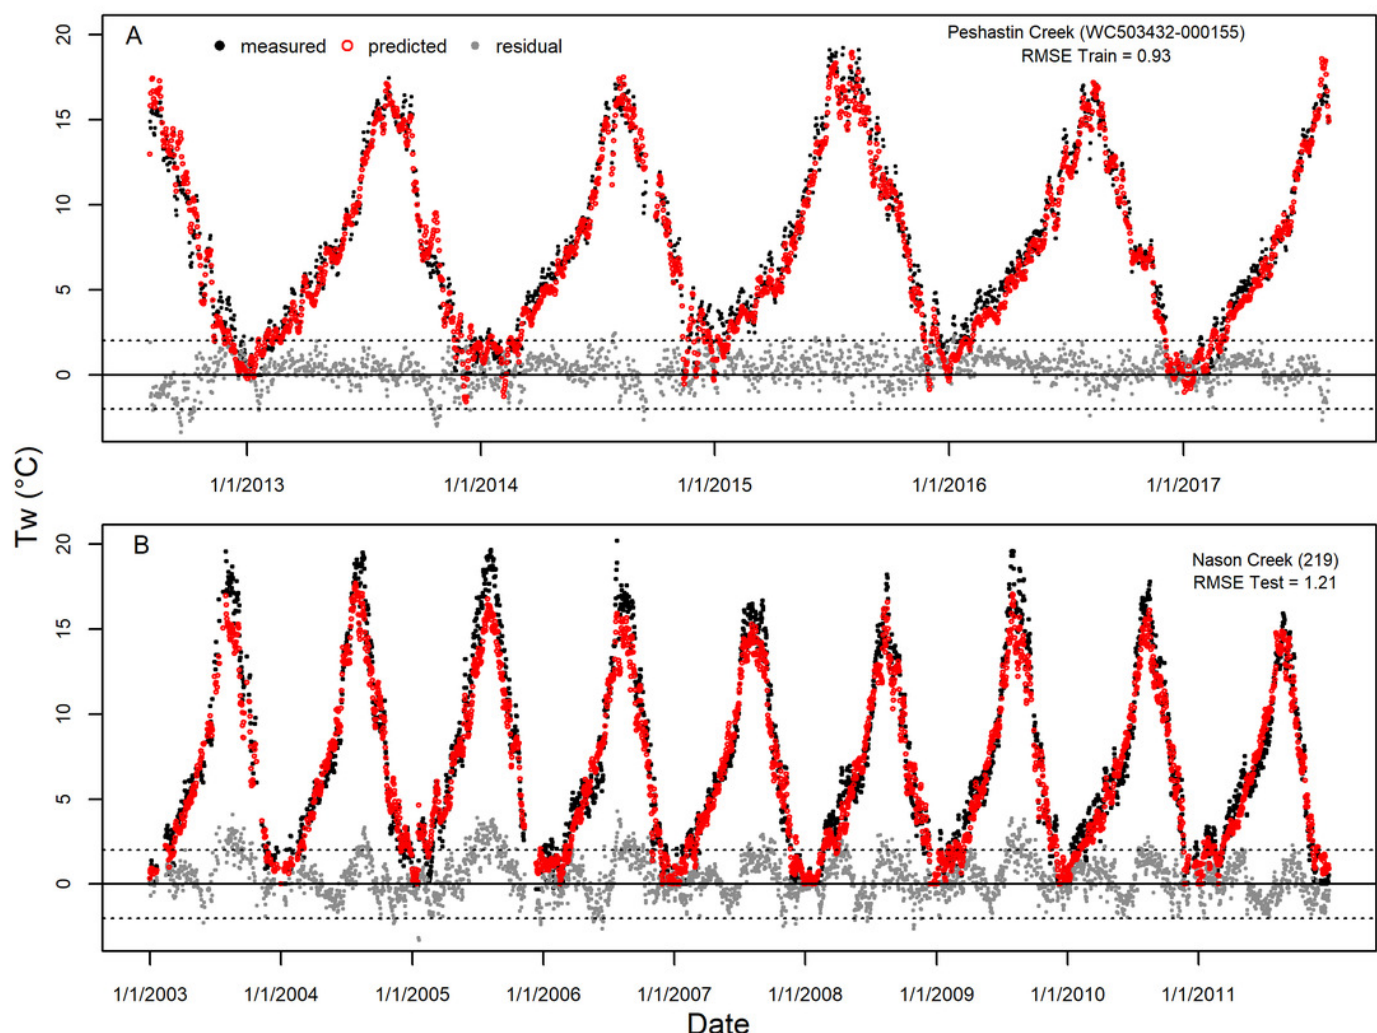 A
measured predicted residual
Peshastin Creek (WC503432-000155)
RMSE Train = 0.93
20
15
10
5
0
1/1/2013 1/1/2014 1/1/2015 1/1/2016 1/1/2017
Tw (°C)
B
Nason Creek (219)
RMSE Test = 1.21
20
15
10
5
0
1/1/2003 1/1/2004 1/1/2005 1/1/2006 1/1/2007 1/1/2008 1/1/2009 1/1/2010 1/1/2011
Date